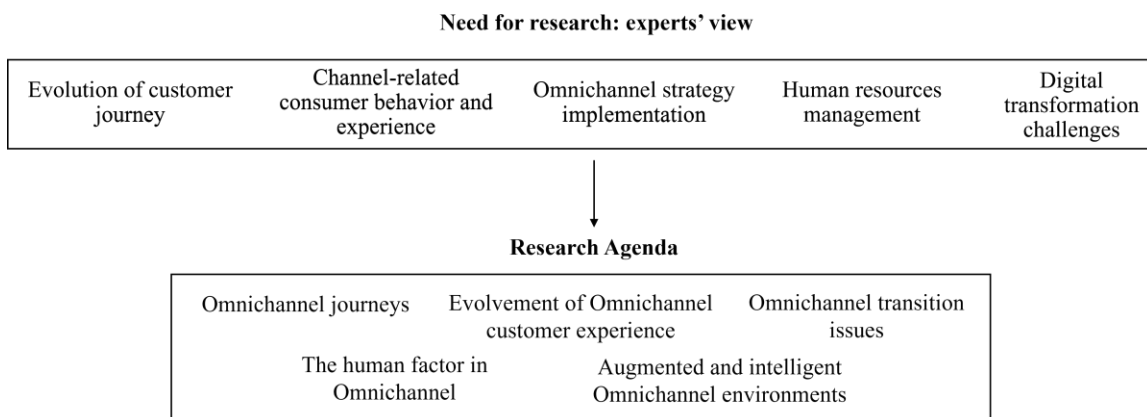 Need for research: experts' view
Evolution of customer
journey
Channel-related
consumer behavior and
experience
Omnichannel strategy
implementation
Human resources
management
Digital
transformation
challenges
Research Agenda
Omnichannel journeys
Evolvement of Omnichannel
customer experience
Omnichannel transition
issues
The human factor in
Omnichannel
Augmented and intelligent
Omnichannel environments